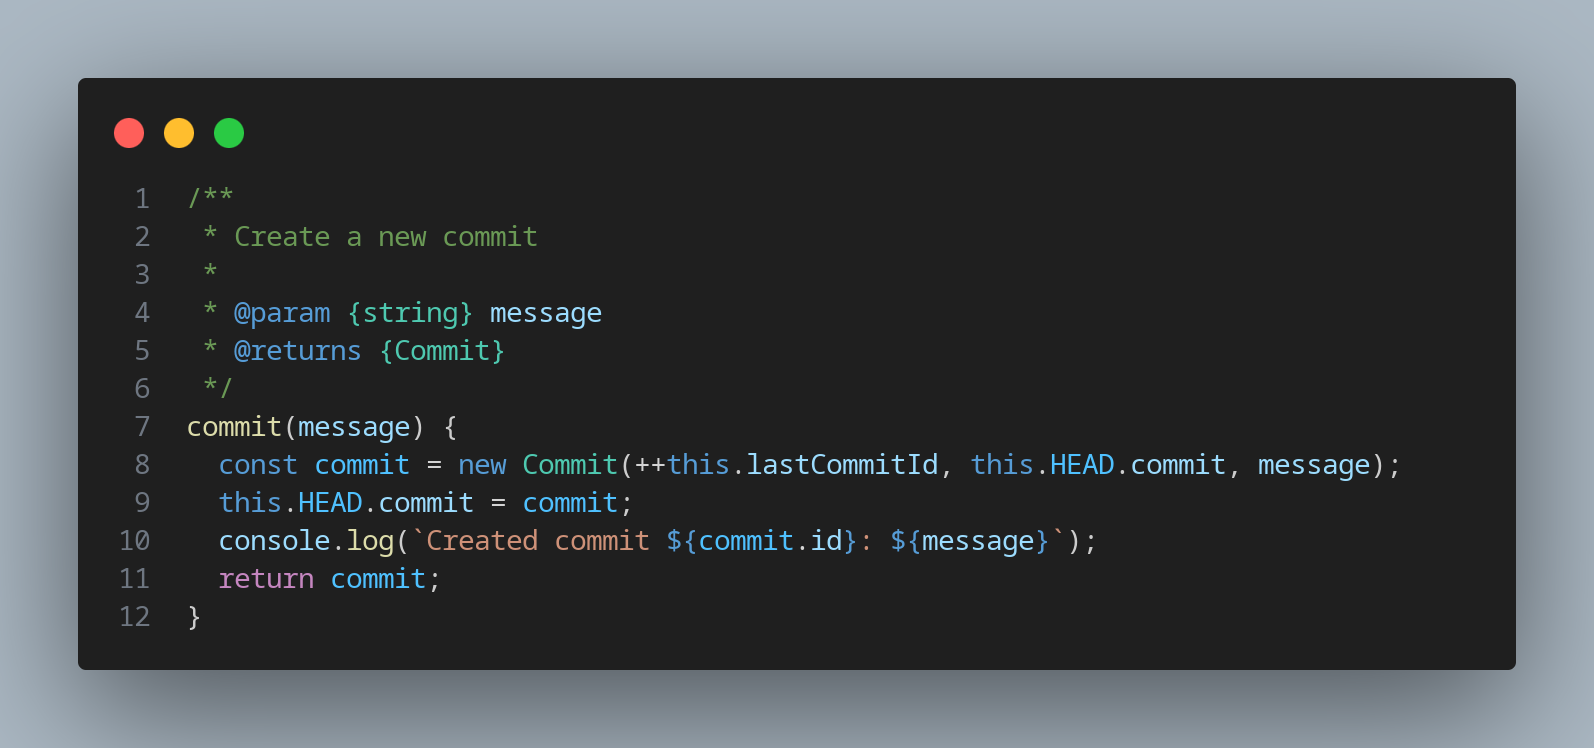 1 /**
2  * Create a new commit
3  *
4  * @param {string} message
5  * @returns {Commit}
6  */
7 commit(message) {
8   const commit = new Commit(++this.lastCommitId, this.HEAD.commit, message);
9   this.HEAD.commit = commit;
10   console.log(`Created commit ${commit.id}: ${message}`);
11   return commit;
12 }